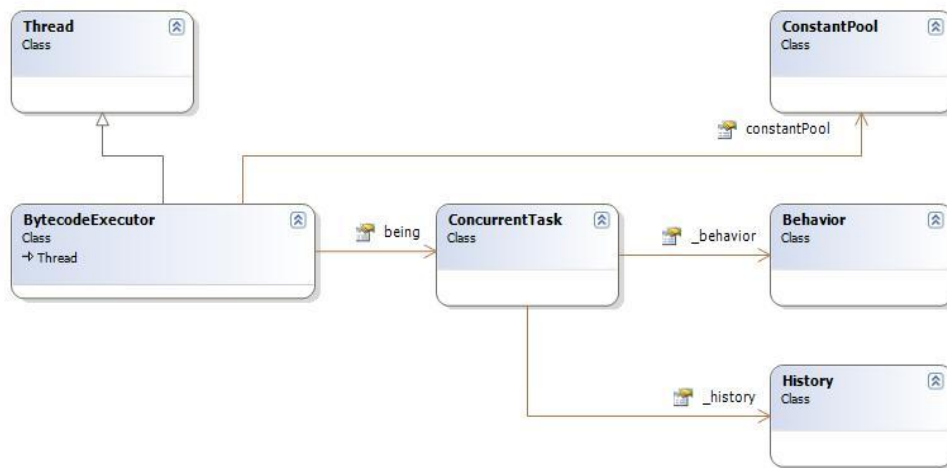 Thread
Class
ConstantPool
Class
constantPool
BytecodeExecutor
Class
Thread
being
ConcurrentTask
Class
_behavior
Behavior
Class
_history
History
Class